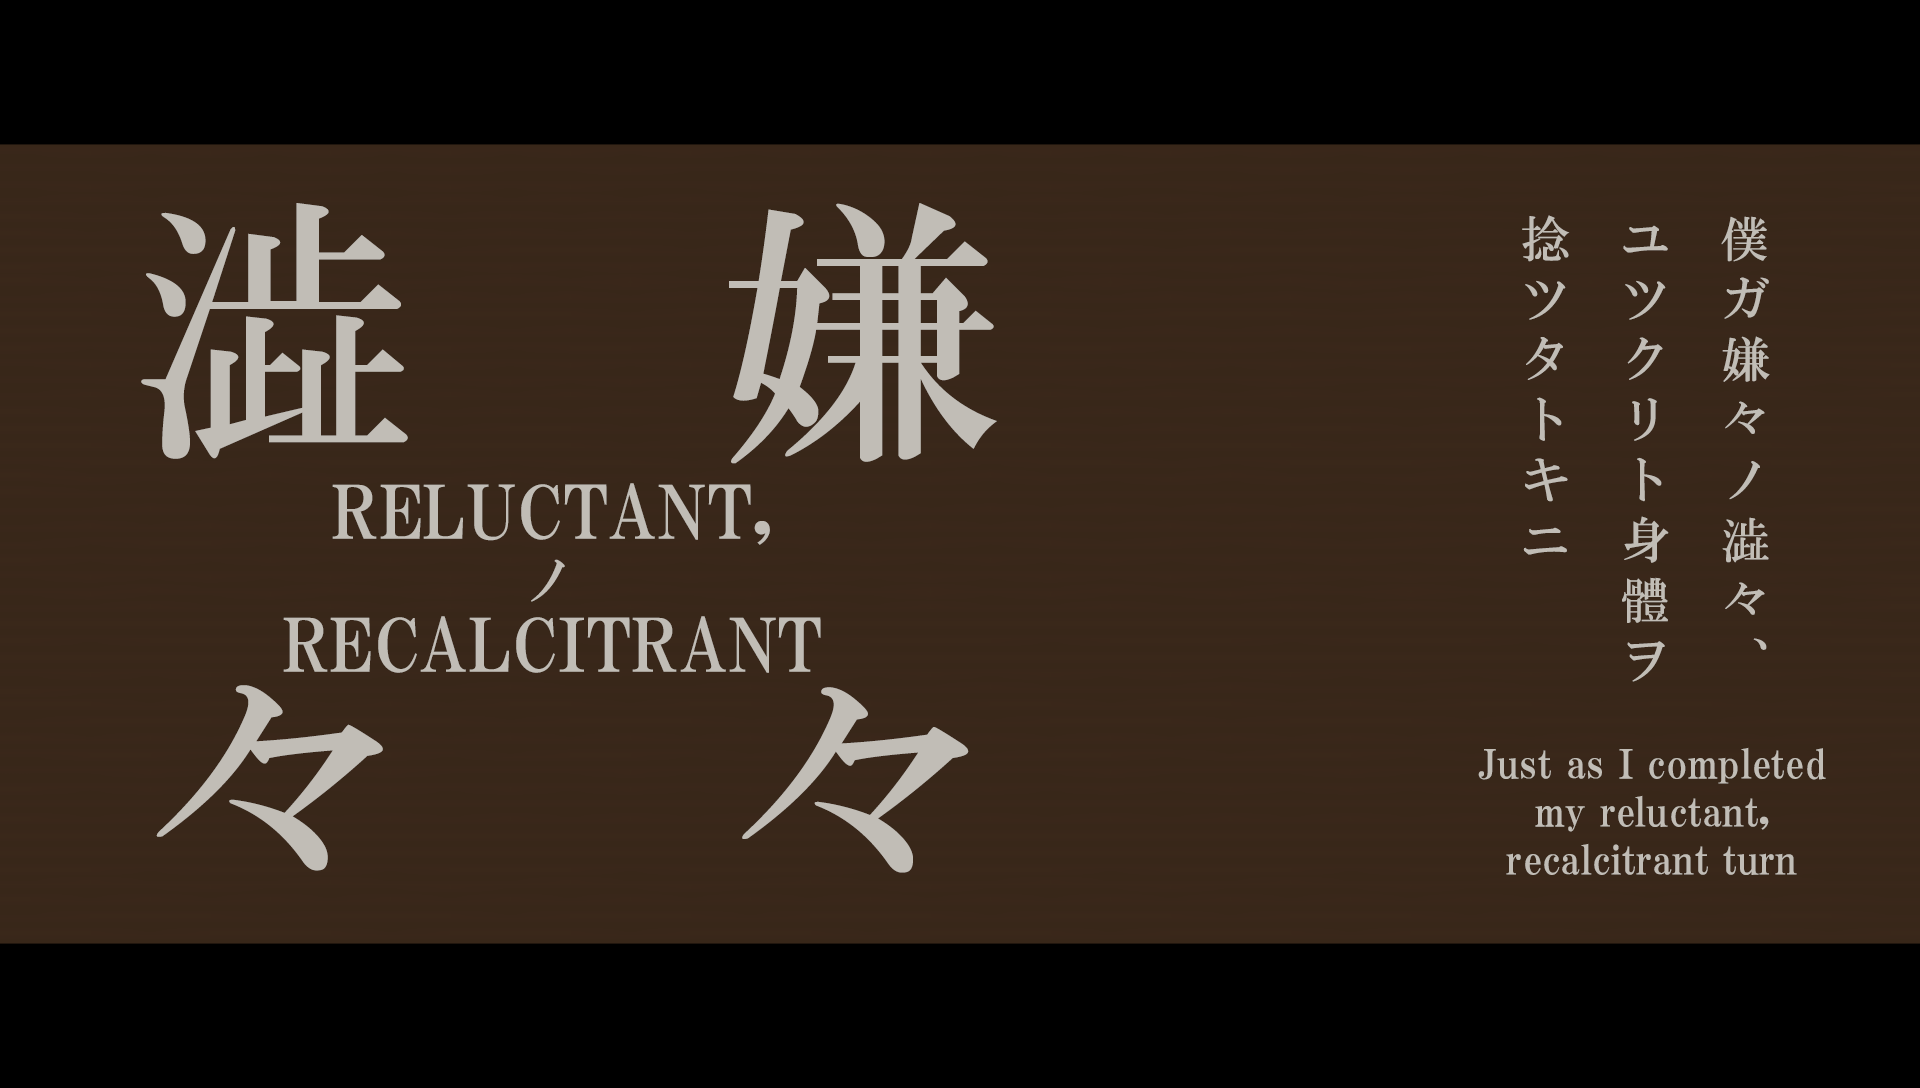 僕ガ嫌々ノ澁々、
ユツクリト身體ヲ
捻ツタトキニ
Just as I completed
my reluctant,
recalcitrant turn
嫌々
ノ
澁々
RELUCTANT,
RECALCITRANT